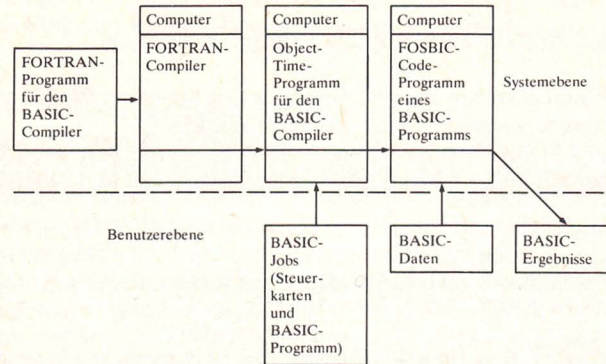 Computer
Computer
Computer
FORTRAN-
Programm
für den
BASIC-
Compiler
FORTRAN-
Compiler
Object-
Time-
Programm
für den
BASIC-
Compiler
FOSBIC-
Code-
Programm
eines
BASIC-
Programms
Systemebene
Benutzerebene
BASIC-
Jobs
(Steuer-
karten
und
BASIC-
Programm)
BASIC-
Daten
BASIC-
Ergebnisse